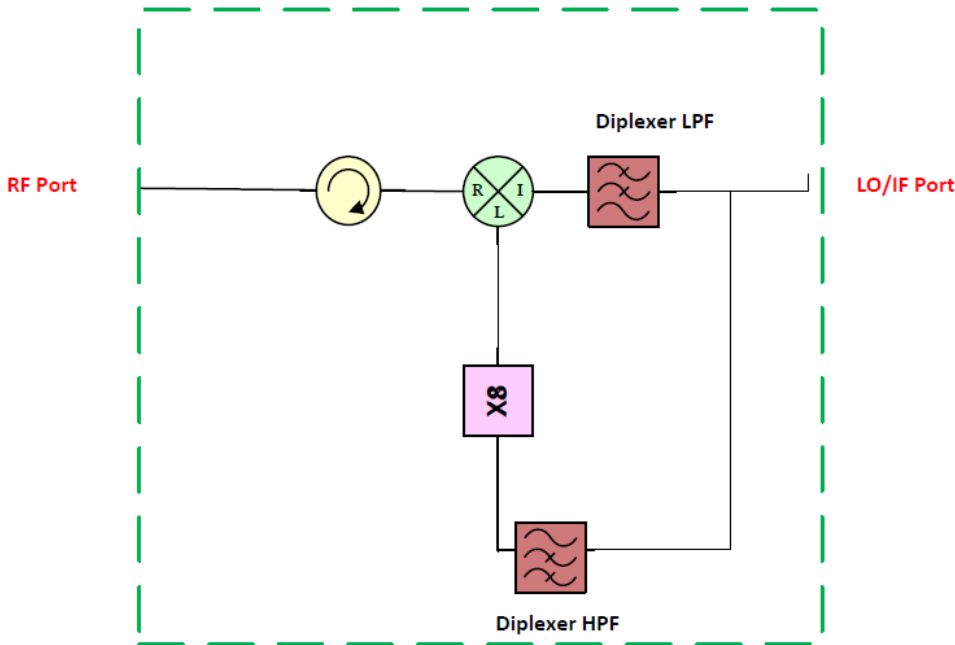 Diplexer LPF
RF Port
R I
L
LO/IF Port
X8
Diplexer HPF